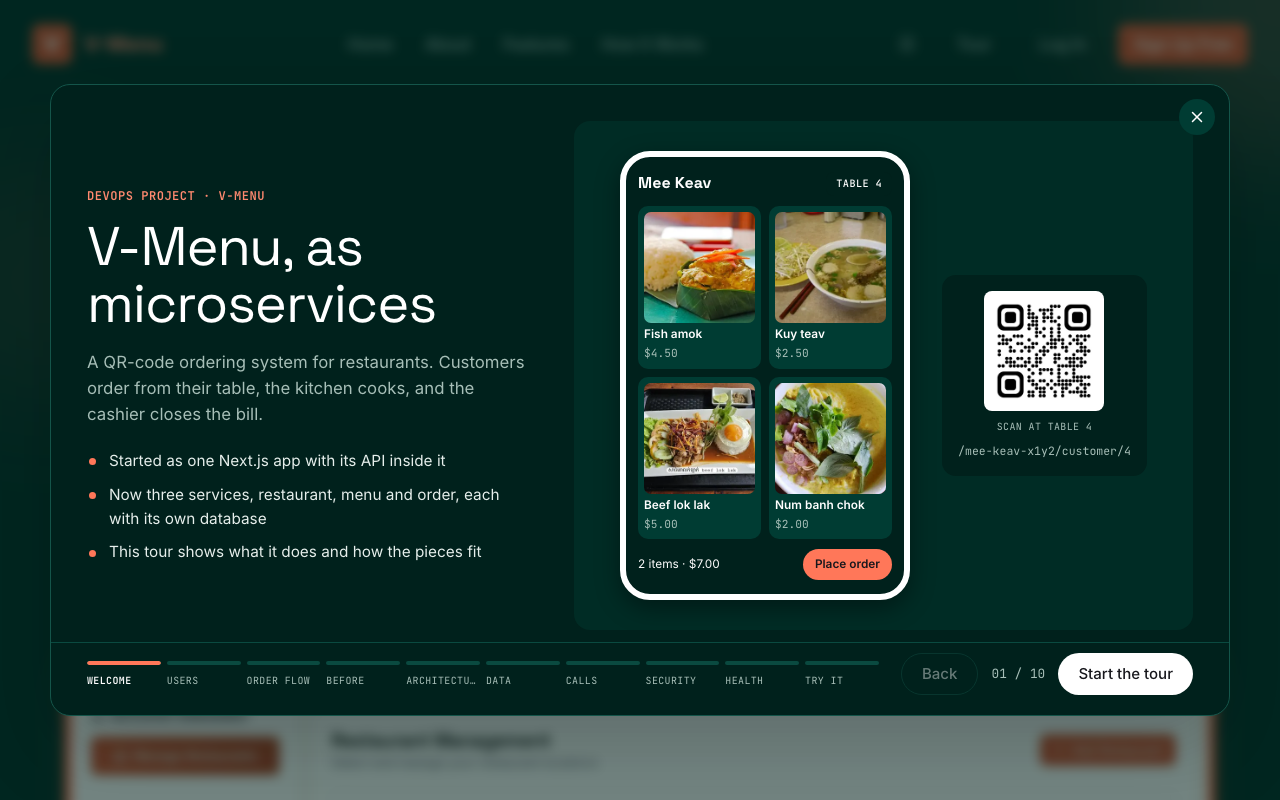 DEVOPS PROJECT · V-MENU
V-Menu, as
microservices
A QR-code ordering system for restaurants. Customers
order from their table, the kitchen cooks, and the
cashier closes the bill.
Started as one Next.js app with its API inside it
Now three services, restaurant, menu and order, each
with its own database
This tour shows what it does and how the pieces fit
Mee Keav
TABLE 4
Fish amok
$4.50
Kuy teav
$2.50
Beef lok lak
$5.00
Num banh chok
$2.00
2 items · $7.00
Place order
SCAN AT TABLE 4
/mee-keav-x1y2/customer/4
WELCOME
USERS
ORDER FLOW
BEFORE
ARCHITECTU…
DATA
CALLS
SECURITY
HEALTH
TRY IT
Back
01 / 10
Start the tour